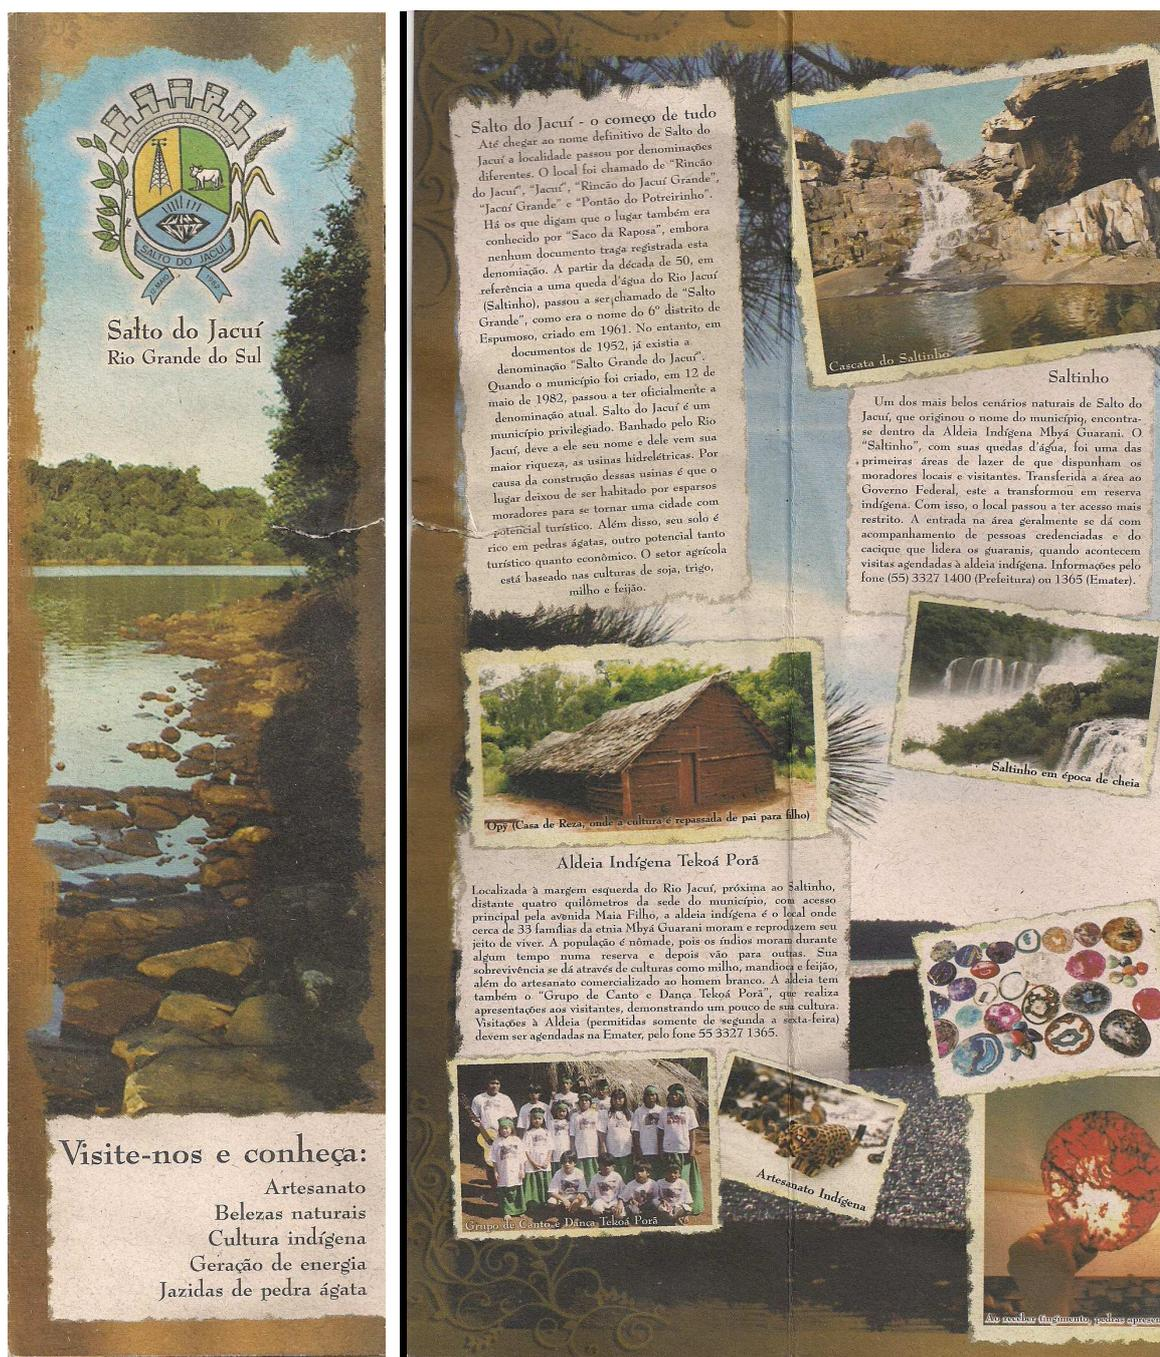 SALTO DO JACUÍ
12 MAIO
1982
Salto do Jacuí
Rio Grande do Sul
Visite-nos e conheça:
Artesanato
Belezas naturais
Cultura indígena
Geração de energia
Jazidas de pedra ágata
Salto do Jacuí - o começo de tudo
Até chegar ao nome definitivo de Salto do
Jacuí a localidade passou por denominações
diferentes. O local foi chamado de "Rincão
do Jacuí", "Jacuí", "Rincão do Jacuí Grande",
"Jacuí Grande" e "Pontão do Potreirinho".
Há os que digam que o lugar também era
conhecido por "Saco da Raposa", embora
nenhum documento traga registrada esta
denomiação. A partir da década de 50, em
referência a uma queda d'água do Rio Jacuí
(Saltinho), passou a ser chamado de "Salto
Grande", como era o nome do 6º distrito de
Espumoso, criado em 1961. No entanto, em
documentos de 1952, já existia a
denominação "Salto Grande do Jacuí".
Quando o município foi criado, em 12 de
maio de 1982, passou a ter oficialmente a
denominação atual. Salto do Jacuí é um
município privilegiado. Banhado pelo Rio
Jacuí, deve a ele seu nome e dele vem sua
maior riqueza, as usinas hidrelétricas. Por
causa da construção dessas usinas é que o
lugar deixou de ser habitado por esparsos
moradores para se tornar uma cidade com
potencial turístico. Além disso, seu solo é
rico em pedras ágatas, outro potencial tanto
turístico quanto econômico. O setor agrícola
está baseado nas culturas de soja, trigo,
milho e feijão.
Cascata do Saltinho
Saltinho
Um dos mais belos cenários naturais de Salto do
Jacuí, que originou o nome do município, encontra-
se dentro da Aldeia Indígena Mbyá Guarani. O
"Saltinho", com suas quedas d'água, foi uma das
primeiras áreas de lazer de que dispunham os
moradores locais e visitantes. Transferida a área ao
Governo Federal, este a transformou em reserva
indígena. Com isso, o local passou a ter acesso mais
restrito. A entrada na área geralmente se dá com
acompanhamento de pessoas credenciadas e do
cacique que lidera os guaranis, quando acontecem
visitas agendadas à aldeia indígena. Informações pelo
fone (55) 3327 1400 (Prefeitura) ou 1365 (Emater).
Saltinho em época de cheia
Opy (Casa de Reza, onde a cultura é repassada de pai para filho)
Aldeia Indígena Tekoá Porã
Localizada à margem esquerda do Rio Jacuí, próxima ao Saltinho,
distante quatro quilômetros da sede do município, com acesso
principal pela avenida Maia Filho, a aldeia indígena é o local onde
cerca de 33 famílias da etnia Mbyá Guarani moram e reproduzem seu
jeito de viver. A população é nômade, pois os índios moram durante
algum tempo numa reserva e depois vão para outras. Sua
sobrevivência se dá através de culturas como milho, mandioca e feijão,
além do artesanato comercializado ao homem branco. A aldeia tem
também o "Grupo de Canto e Dança Tekoá Porã", que realiza
apresentações aos visitantes, demonstrando um pouco de sua cultura.
Visitações à Aldeia (permitidas somente de segunda a sexta-feira)
devem ser agendadas na Emater, pelo fone 55 3327 1365.
Grupo de Canto e Dança Tekoá Porã
Artesanato Indígena
Ao receber tingimento, pedras